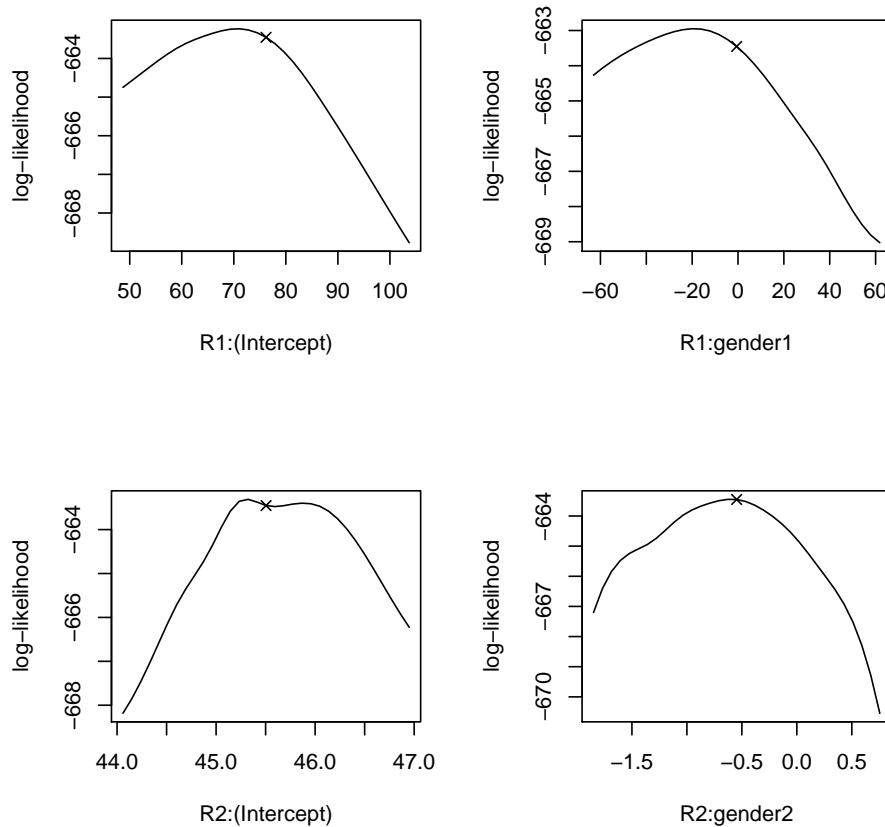 log−likelihood
−664
−666
−668
50 60 70 80 90 100
R1:(Intercept)
log−likelihood
−663
−665
−667
−669
−60 −20 0 20 40 60
R1:gender1
log−likelihood
−664
−666
−668
44.0 45.0 46.0 47.0
R2:(Intercept)
log−likelihood
−664
−667
−670
−1.5 −0.5 0.0 0.5
R2:gender2